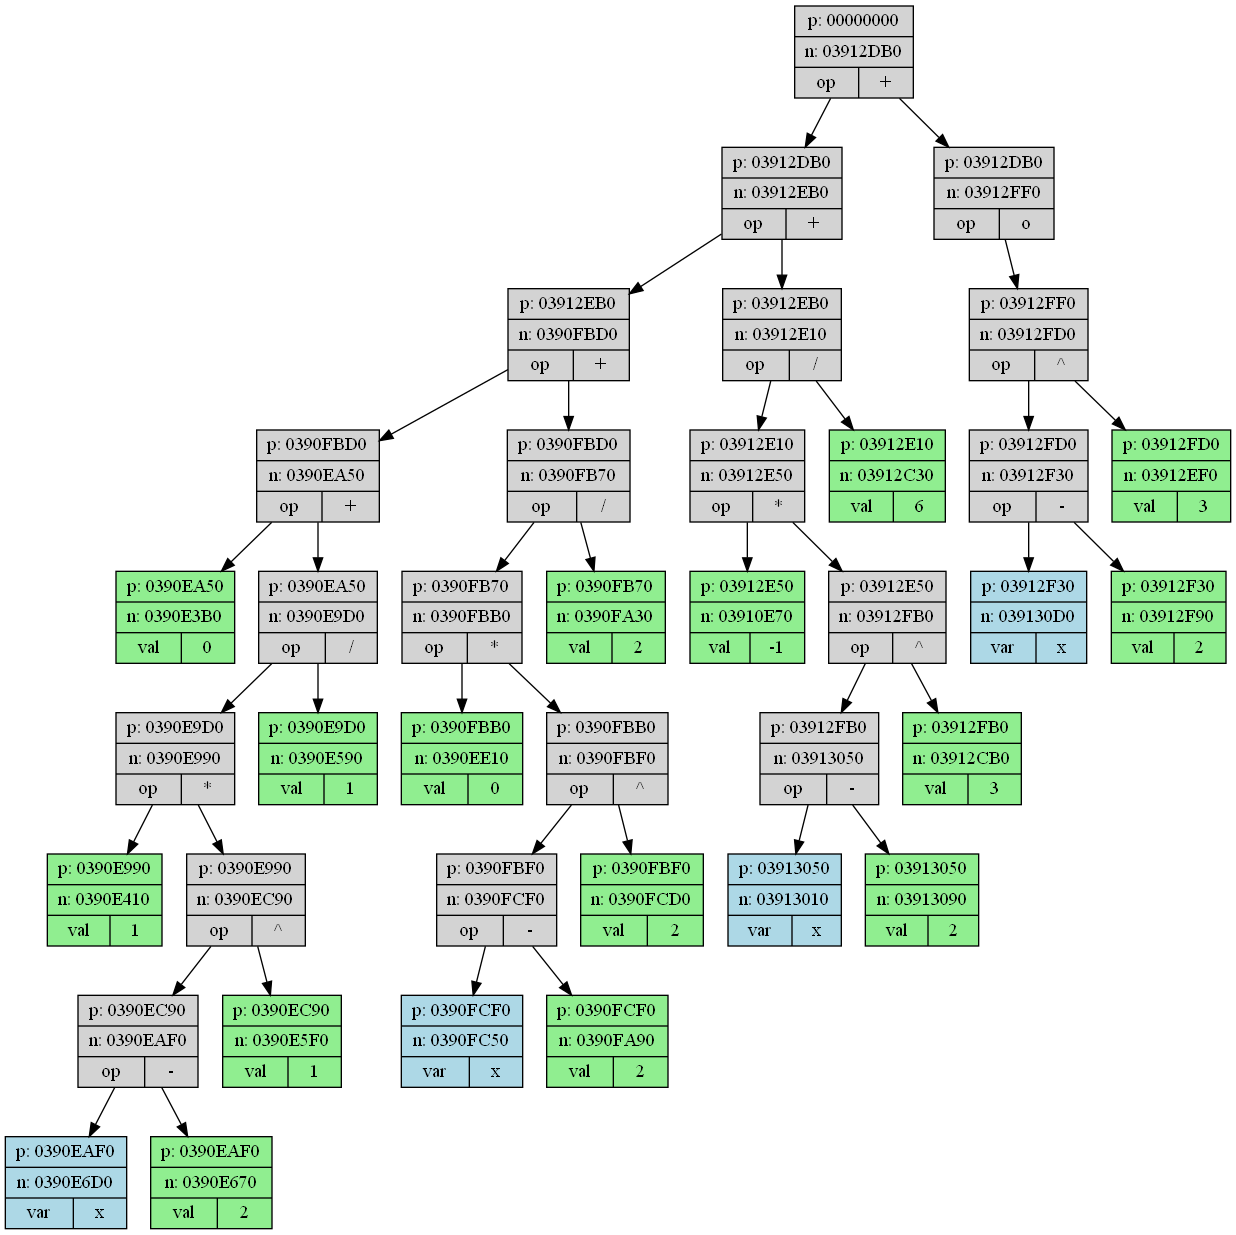 p: 00000000
n: 03912DB0
op +
p: 03912DB0
n: 03912EB0
op +
p: 03912DB0
n: 03912FF0
op o
p: 03912EB0
n: 0390FBD0
op +
p: 03912EB0
n: 03912E10
op /
p: 03912FF0
n: 03912FD0
op ^
p: 0390FBD0
n: 0390EA50
op +
p: 0390FBD0
n: 0390FB70
op /
p: 03912E10
n: 03912E50
op *
p: 03912E10
n: 03912C30
val 6
p: 03912FD0
n: 03912F30
op -
p: 03912FD0
n: 03912EF0
val 3
p: 0390EA50
n: 0390E3B0
val 0
p: 0390EA50
n: 0390E9D0
op /
p: 0390FB70
n: 0390FBB0
op *
p: 0390FB70
n: 0390FA30
val 2
p: 03912E50
n: 03910E70
val -1
p: 03912E50
n: 03912FB0
op ^
p: 03912F30
n: 039130D0
var x
p: 03912F30
n: 03912F90
val 2
p: 0390E9D0
n: 0390E990
op *
p: 0390E9D0
n: 0390E590
val 1
p: 0390FBB0
n: 0390EE10
val 0
p: 0390FBB0
n: 0390FBF0
op ^
p: 03912FB0
n: 03913050
op -
p: 03912FB0
n: 03912CB0
val 3
p: 0390E990
n: 0390E410
val 1
p: 0390E990
n: 0390EC90
op ^
p: 0390FBF0
n: 0390FCF0
op -
p: 0390FBF0
n: 0390FCD0
val 2
p: 03913050
n: 03913010
var x
p: 03913050
n: 03913090
val 2
p: 0390EC90
n: 0390EAF0
op -
p: 0390EC90
n: 0390E5F0
val 1
p: 0390FCF0
n: 0390FC50
var x
p: 0390FCF0
n: 0390FA90
val 2
p: 0390EAF0
n: 0390E6D0
var x
p: 0390EAF0
n: 0390E670
val 2